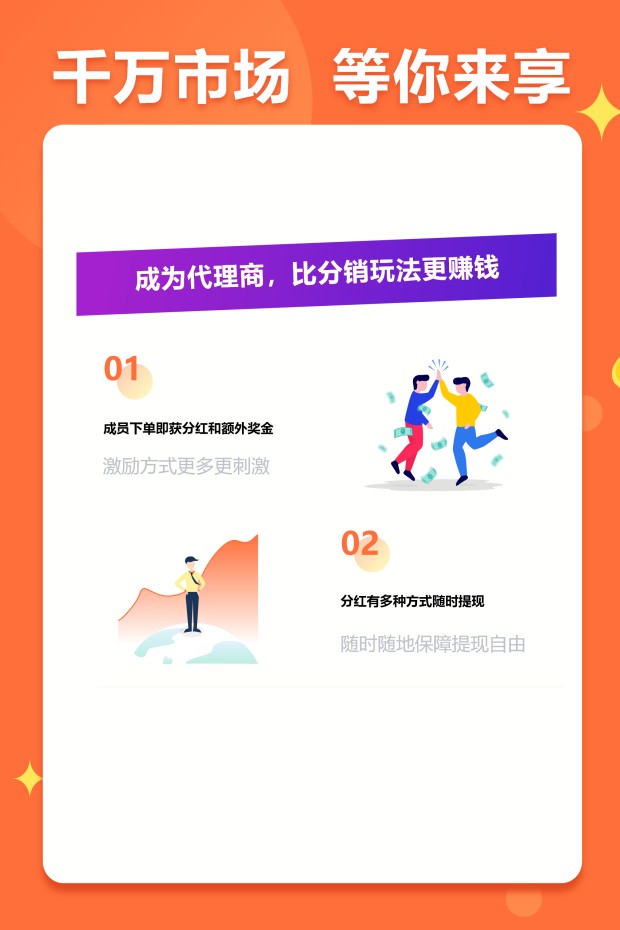 千万市场 等你来享
成为代理商，比分销玩法更赚钱
01
成员下单即获分红和额外奖金
激励方式更多更刺激
02
分红有多种方式随时提现
随时随地保障提现自由